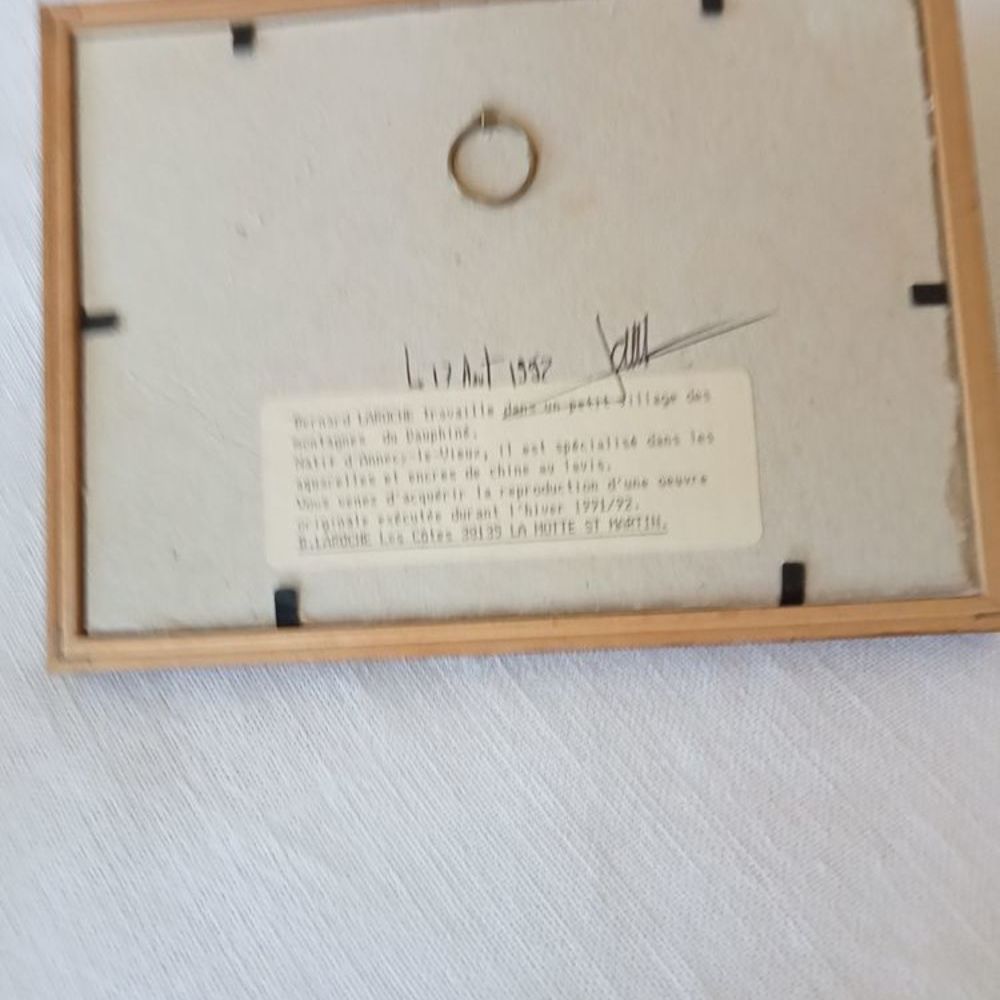 Le 17 Août 1992
Bernard LAROCHE travaille dans un petit village des
montagnes du Dauphiné.
Natif d'Annecy-le-Vieux, il est spécialisé dans les
aquarelles et encres de chine au lavis.
Vous venez d'acquérir la reproduction d'une oeuvre
originale exécutée durant l'hiver 1991/92.
B.LAROCHE Les Côtes 38139 LA MOTTE ST MARTIN.